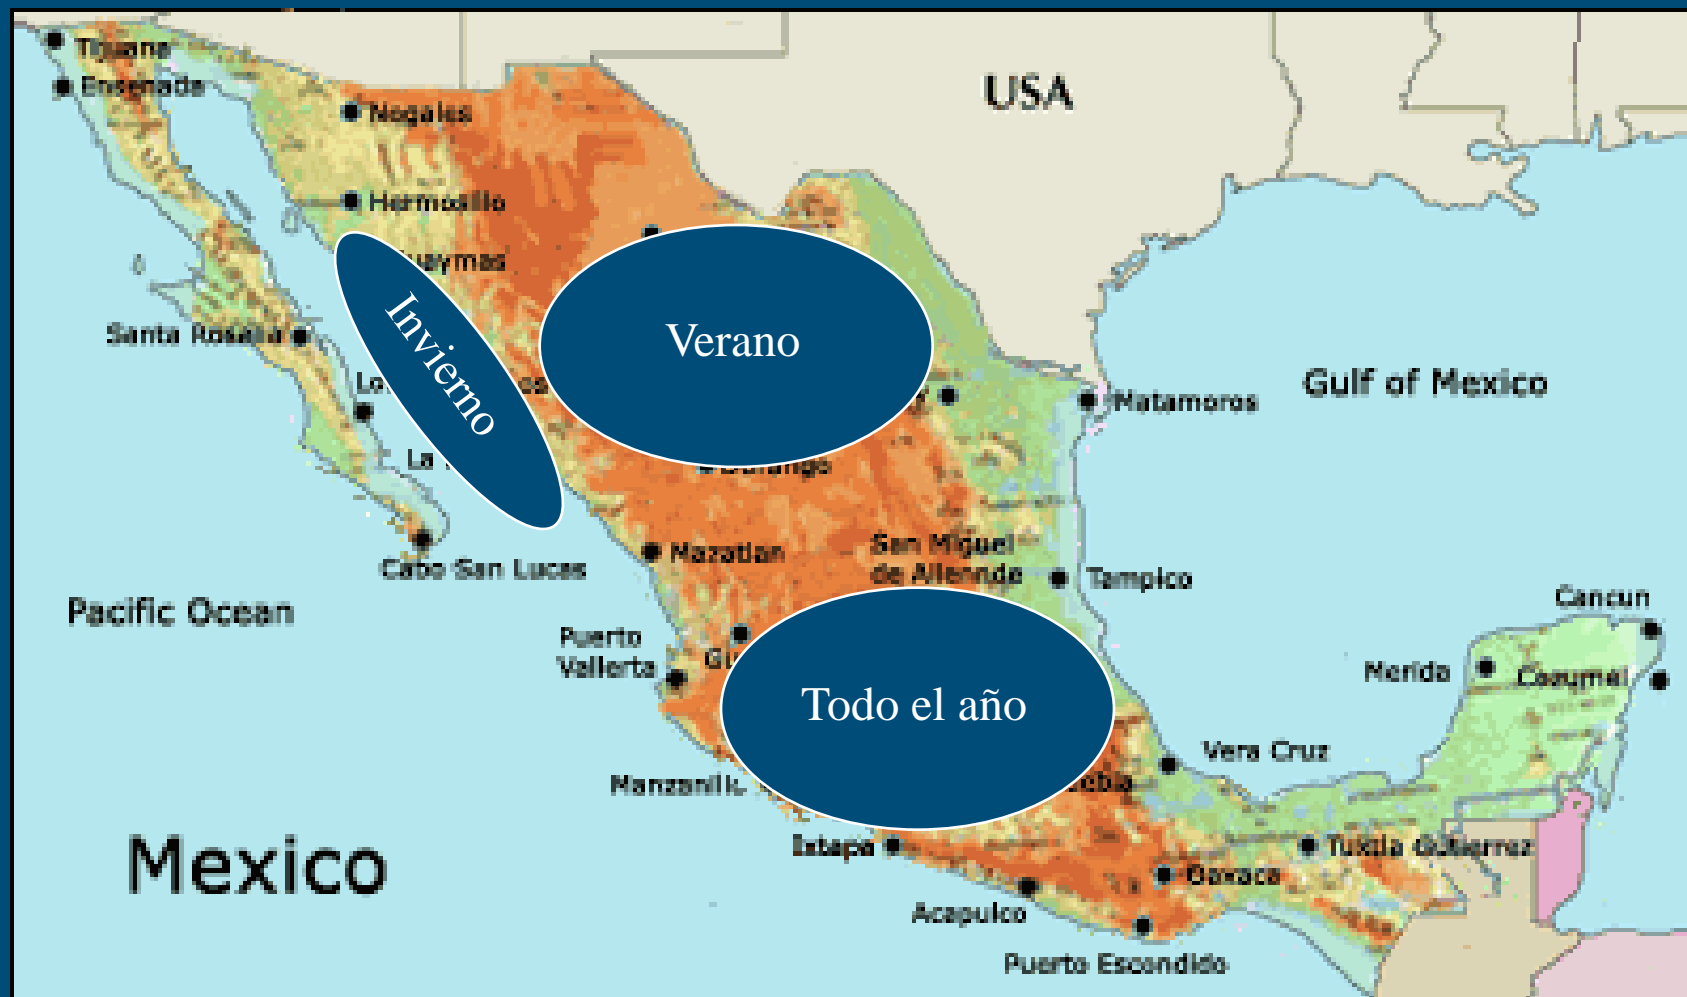 Tijuana
Ensenada
Nogales
USA
Hermosillo
Verano
Invierno
Santa Rosalia
Matamoros
Gulf of Mexico
La
Mazatlan
San Miguel
de Allende
Tampico
Cabo San Lucas
Pacific Ocean
Cancun
Puerto
Vallerta
Merida
Cozumel
Todo el año
Vera Cruz
Mexico
Ixtapa
Tuxtla Gutierrez
Oaxaca
Acapulco
Puerto Escondido